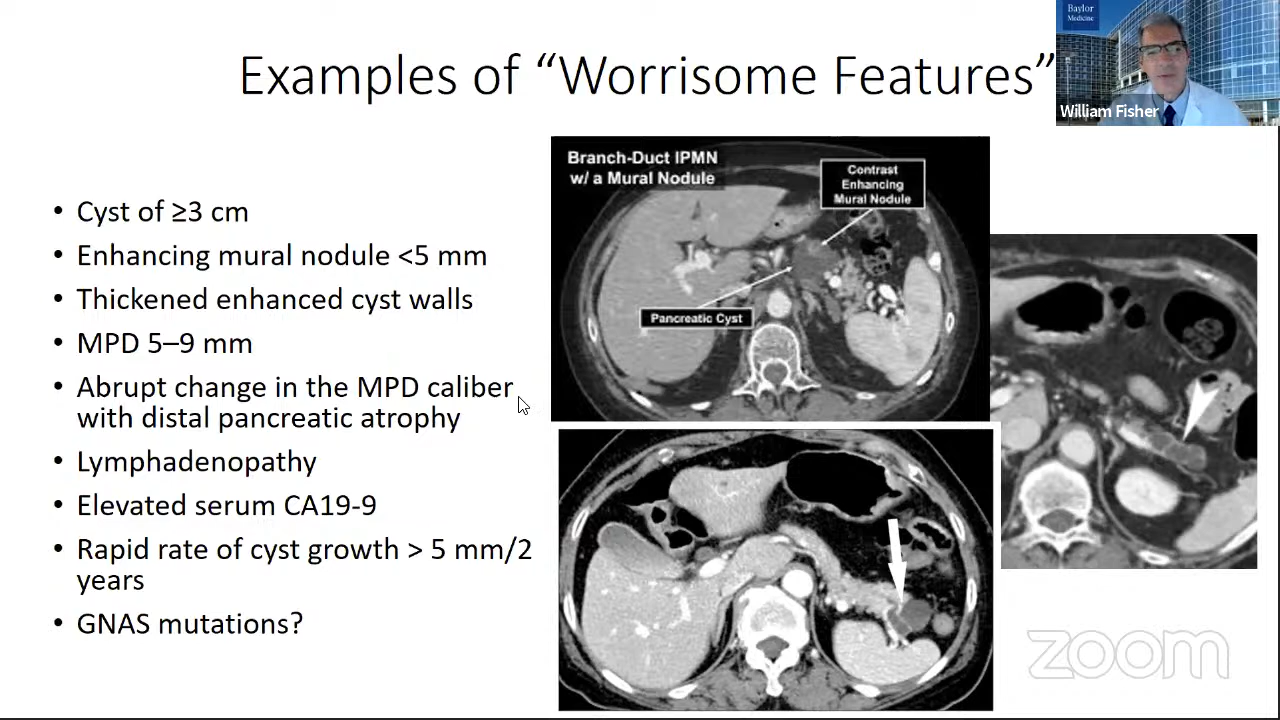 Examples of “Worrisome Features”
Baylor
Medicine
William Fisher
• Cyst of ≥3 cm
• Enhancing mural nodule <5 mm
• Thickened enhanced cyst walls
• MPD 5–9 mm
• Abrupt change in the MPD caliber
with distal pancreatic atrophy
• Lymphadenopathy
• Elevated serum CA19-9
• Rapid rate of cyst growth > 5 mm/2
years
• GNAS mutations?
Branch-Duct IPMN
w/ a Mural Nodule
Contrast
Enhancing
Mural Nodule
Pancreatic Cyst
zoom